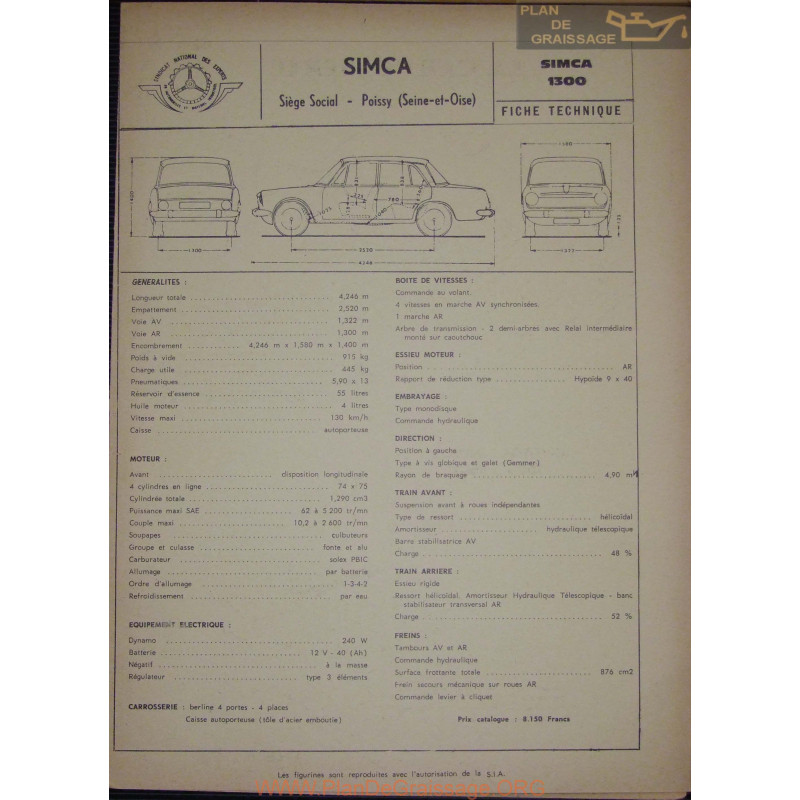 PLAN
DE
GRAISSAGE
SYNDICAT NATIONAL DES EXPERTS
SIMCA
Siège Social - Poissy (Seine-et-Oise)
SIMCA
1300
FICHE TECHNIQUE
1580
1300
2520
4246
780
GENERALITES :
Longueur totale 4,246 m
Empattement 2,520 m
Voie AV 1,322 m
Voie AR 1,300 m
Encombrement 4,246 m x 1,580 m x 1,400 m
Poids à vide 915 kg
Charge utile 445 kg
Pneumatiques 5,90 x 13
Réservoir d'essence 55 litres
Huile moteur 4 litres
Vitesse maxi 130 km/h
Caisse autoporteuse
MOTEUR :
Avant disposition longitudinale
4 cylindres en ligne 74 x 75
Cylindrée totale 1,290 cm3
Puissance maxi SAE 62 à 5 200 tr/mn
Couple maxi 10,2 à 2 600 tr/mn
Soupapes culbuteurs
Groupe et culasse fonte et alu
Carburateur solex PBIC
Allumage par batterie
Ordre d'allumage 1-3-4-2
Refroidissement par eau
EQUIPEMENT ELECTRIQUE :
Dynamo 240 W
Batterie 12 V - 40 (Ah)
Négatif à la masse
Régulateur type 3 éléments
CARROSSERIE : berline 4 portes - 4 places
Caisse autoporteuse (tôle d'acier emboutie)
BOITE DE VITESSES :
Commande au volant.
4 vitesses en marche AV synchronisées.
1 marche AR
Arbre de transmission - 2 demi-arbres avec Relai Intermédiaire
monté sur caoutchouc
ESSIEU MOTEUR :
Position AR
Rapport de réduction type Hypoide 9 x 40
EMBRAYAGE :
Type monodisque
Commande hydraulique
DIRECTION :
Position à gauche
Type à vis globique et galet (Gemmer)
Rayon de braquage 4,90 m
TRAIN AVANT :
Suspension avant à roues indépendantes
Type de ressort hélicoïdal
Amortisseur hydraulique télescopique
Barre stabilisatrice AV
Charge 48 %
TRAIN ARRIERE :
Essieu rigide
Ressort hélicoïdal. Amortisseur Hydraulique Télescopique - banc
stabilisateur transversal AR
Charge 52 %
FREINS :
Tambours AV et AR
Commande hydraulique
Surface frottante totale 876 cm2
Frein secours mécanique sur roues AR
Commande levier à cliquet
Prix catalogue : 8.150 Francs
Les figurines sont reproduites avec l'autorisation de la S.I.A.
www.PlanDeGraissage.ORG